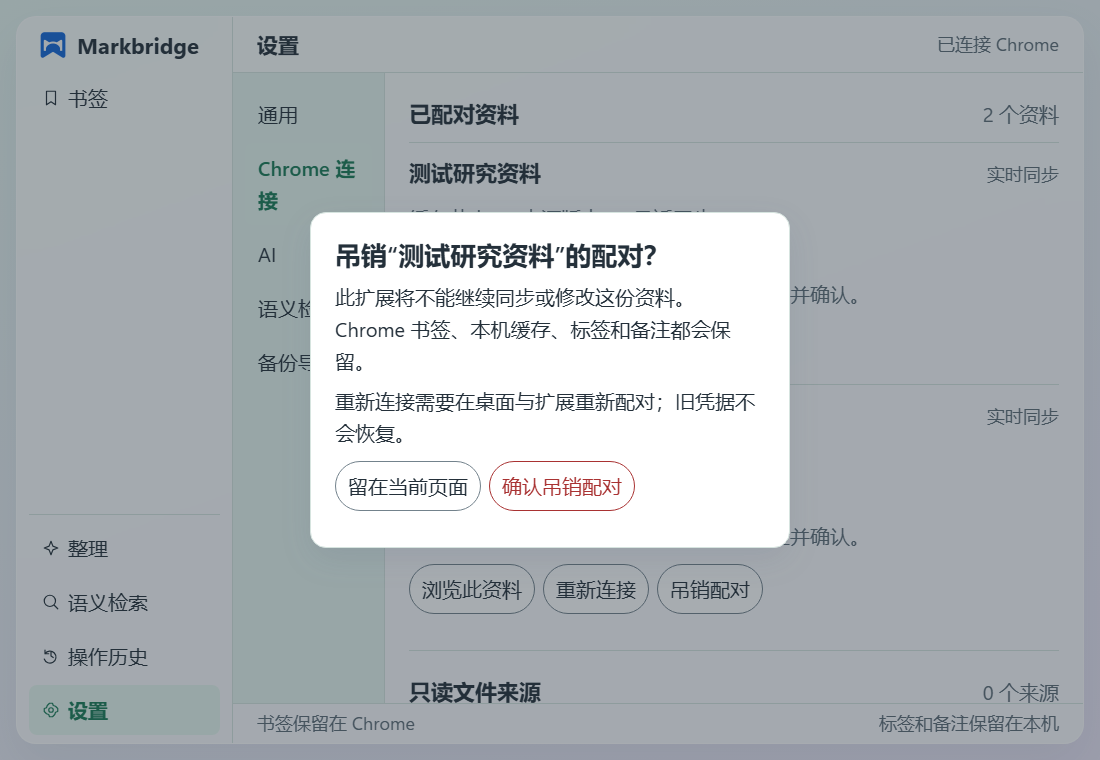 Markbridge
书签
整理
语义检索
操作历史
设置
设置
已连接 Chrome
通用
Chrome 连
接
AI
语义检
备份导
已配对资料
2 个资料
测试研究资料
实时同步
并确认。
吊销“测试研究资料”的配对？
此扩展将不能继续同步或修改这份资料。
Chrome 书签、本机缓存、标签和备注都会保
留。
重新连接需要在桌面与扩展重新配对；旧凭据不
会恢复。
留在当前页面
确认吊销配对
实时同步
并确认。
浏览此资料
重新连接
吊销配对
只读文件来源
0 个来源
书签保留在 Chrome
标签和备注保留在本机